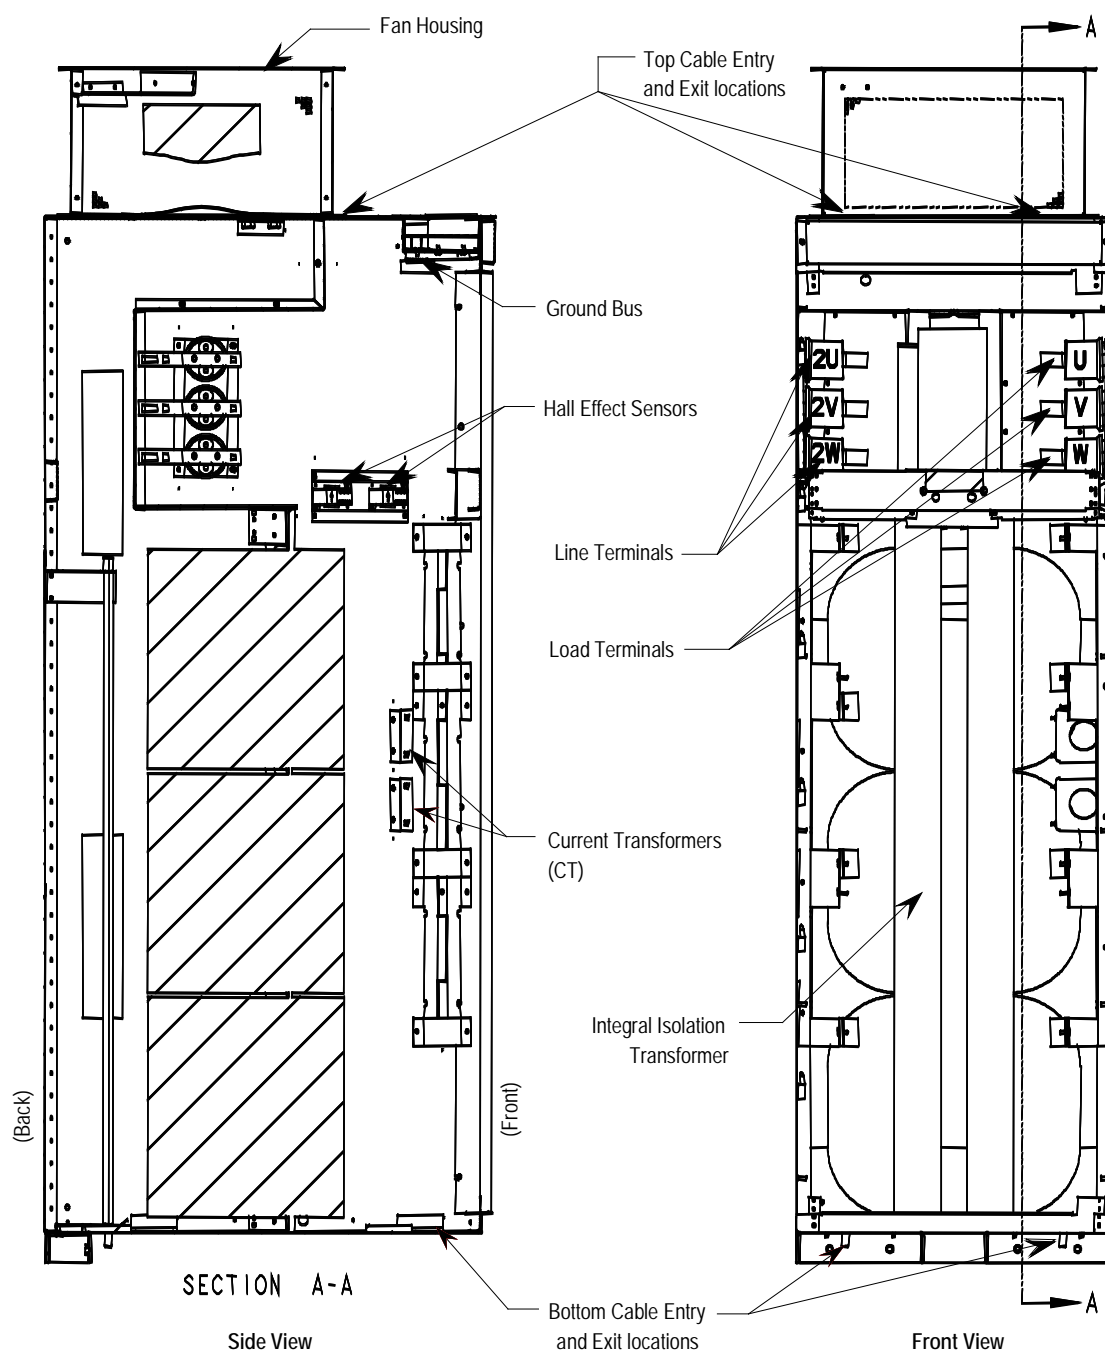 Fan Housing
A
Top Cable Entry
and Exit locations
Ground Bus
2U
U
Hall Effect Sensors
2V
V
2W
W
Line Terminals
Load Terminals
Current Transformers
(CT)
Integral Isolation
Transformer
(Back)
(Front)
SECTION A-A
Bottom Cable Entry
and Exit locations
A
Side View
Front View